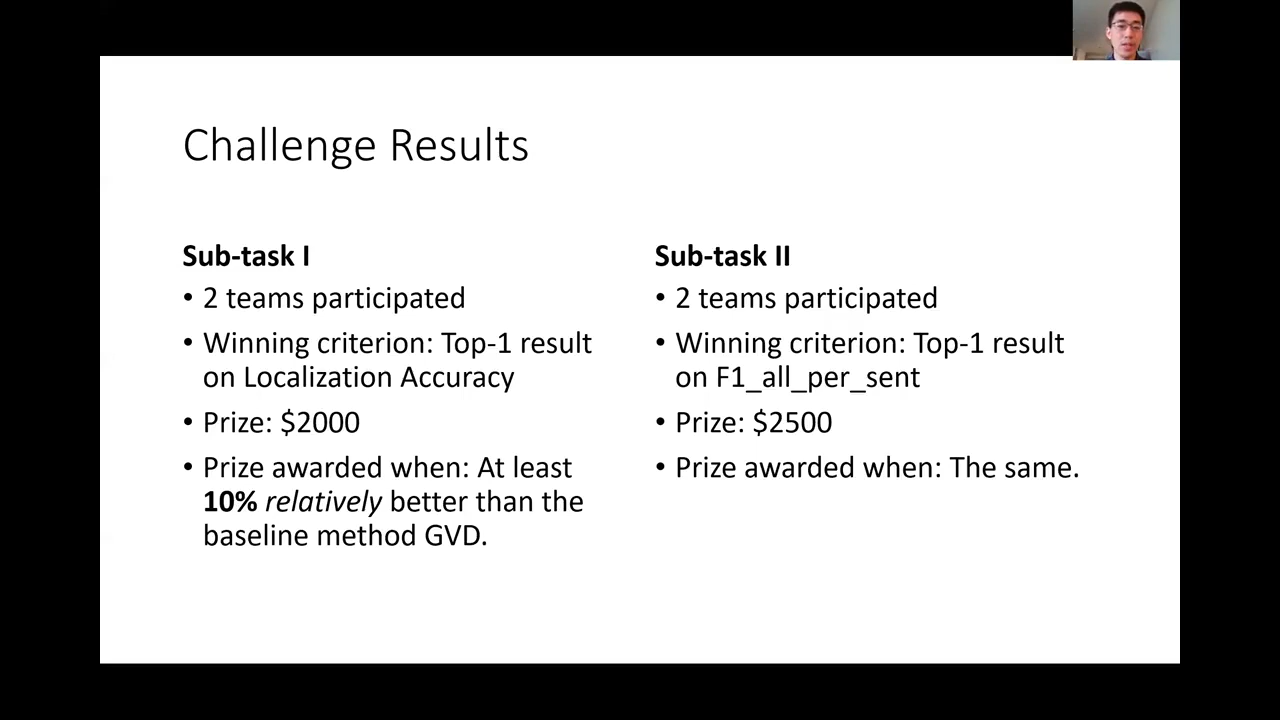 Challenge Results
Sub-task I
• 2 teams participated
• Winning criterion: Top-1 result
on Localization Accuracy
• Prize: $2000
• Prize awarded when: At least
10% relatively better than the
baseline method GVD.
Sub-task II
• 2 teams participated
• Winning criterion: Top-1 result
on F1_all_per_sent
• Prize: $2500
• Prize awarded when: The same.